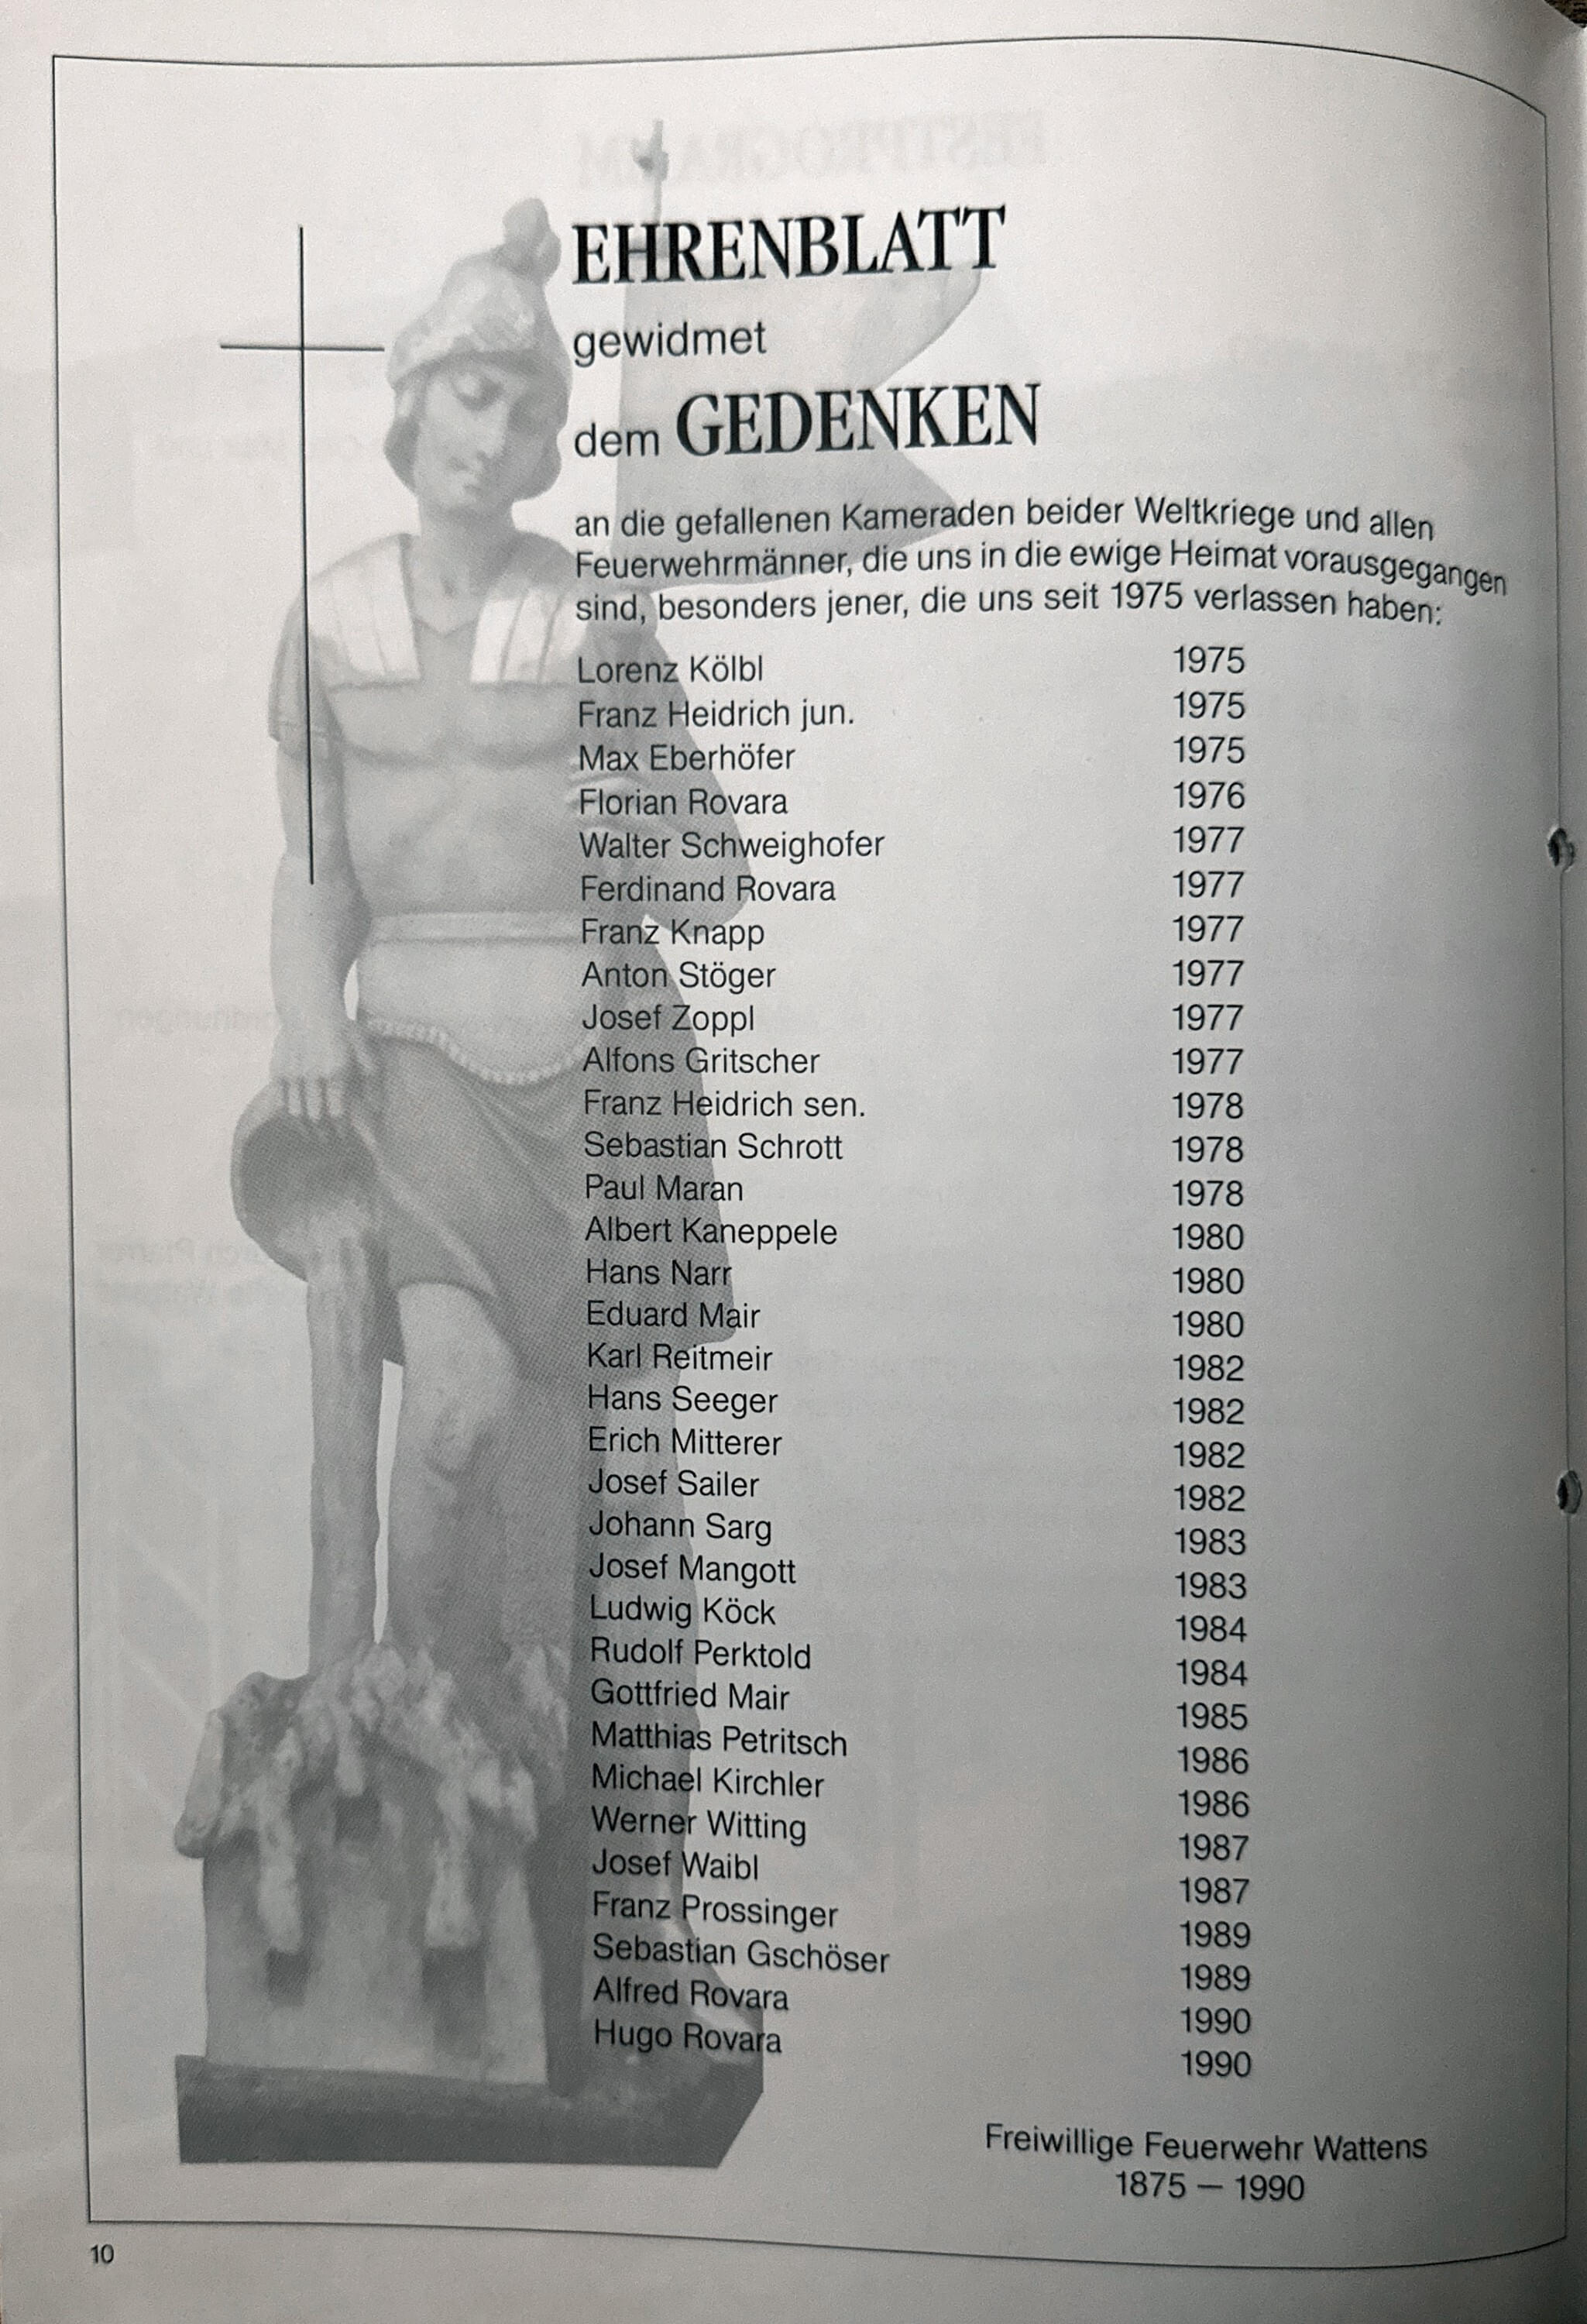 EHRENBLATT
gewidmet
dem GEDENKEN
an die gefallenen Kameraden beider Weltkriege und allen
Feuerwehrmänner, die uns in die ewige Heimat vorausgegangen
sind, besonders jener, die uns seit 1975 verlassen haben:
Lorenz Kölbl 1975
Franz Heidrich jun. 1975
Max Eberhöfer 1975
Florian Rovara 1976
Walter Schweighofer 1977
Ferdinand Rovara 1977
Franz Knapp 1977
Anton Stöger 1977
Josef Zoppl 1977
Alfons Gritscher 1977
Franz Heidrich sen. 1978
Sebastian Schrott 1978
Paul Maran 1978
Albert Kaneppele 1980
Hans Narr 1980
Eduard Mair 1980
Karl Reitmeir 1982
Hans Seeger 1982
Erich Mitterer 1982
Josef Sailer 1982
Johann Sarg 1983
Josef Mangott 1983
Ludwig Köck 1984
Rudolf Perktold 1984
Gottfried Mair 1985
Matthias Petritsch 1986
Michael Kirchler 1986
Werner Witting 1987
Josef Waibl 1987
Franz Prossinger 1989
Sebastian Gschöser 1989
Alfred Rovara 1990
Hugo Rovara 1990
Freiwillige Feuerwehr Wattens
1875 – 1990
10